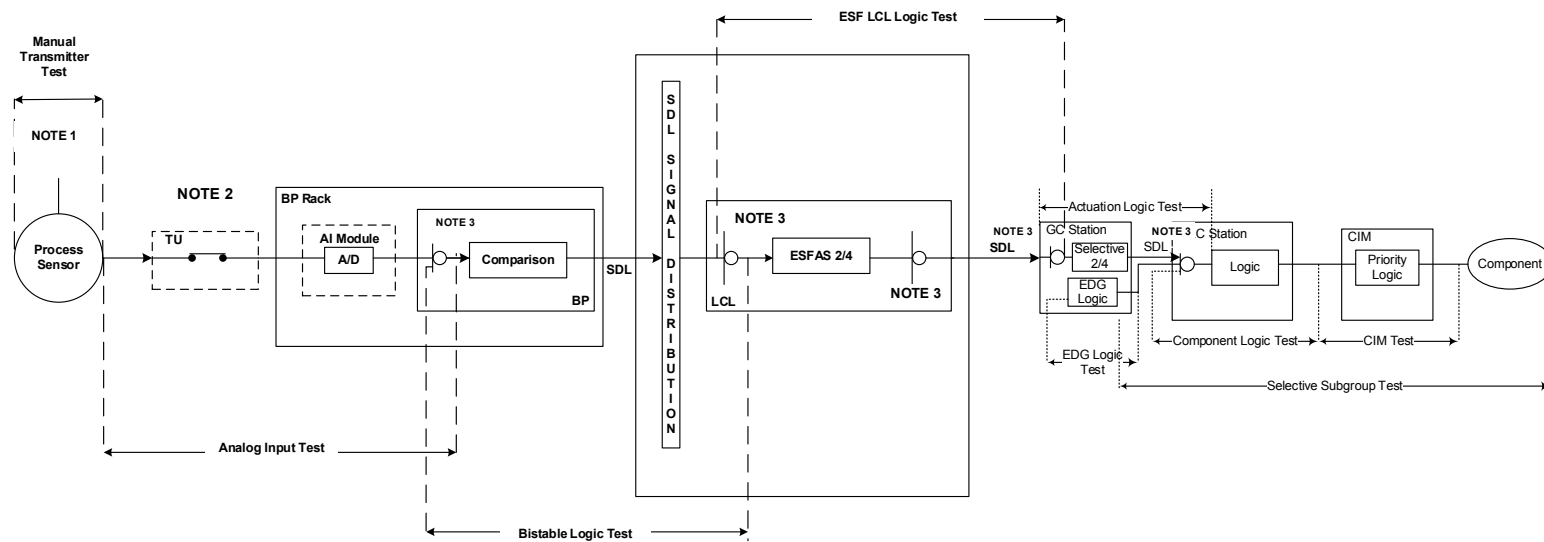 ESF LCL Logic Test
Manual
Transmitter
Test
NOTE 1
NOTE 2
Process
Sensor
TU
BP Rack
AI Module
A/D
NOTE 3
Comparison
BP
SDL
SDL SIGNAL DISTRIBUTION
NOTE 3
LCL
ESFAS 2/4
NOTE 3
SDL
NOTE 3
Actuation Logic Test
GC Station
Selective
2/4
EDG
Logic
NOTE 3
SDL
C Station
Logic
CIM
Priority
Logic
Component
EDG Logic
Test
Component Logic Test
CIM Test
Selective Subgroup Test
Analog Input Test
Bistable Logic Test